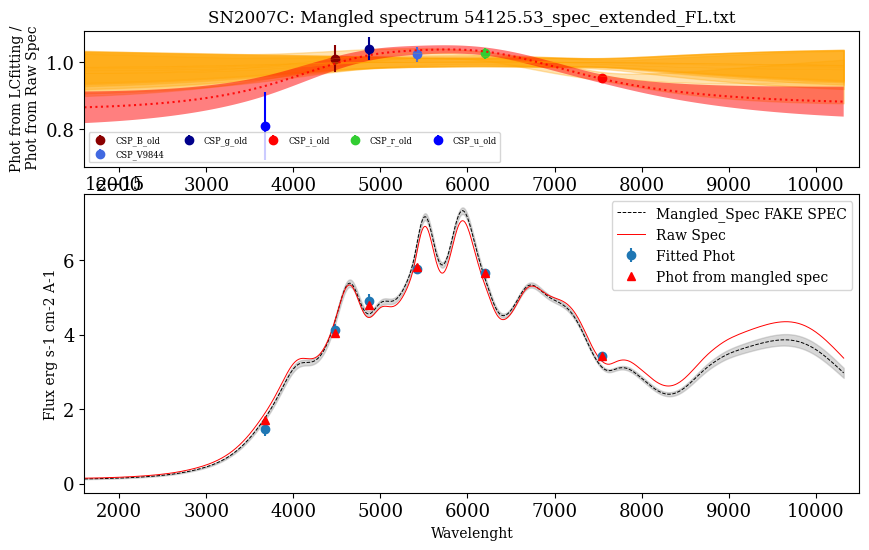 SN2007C: Mangled spectrum 54125.53_spec_extended_FL.txt
Phot from LCfitting /
Phot from Raw Spec
1.0
0.8
CSP_B_old
CSP_g_old
CSP_i_old
CSP_r_old
CSP_u_old
CSP_V9844
2000 3000 4000 5000 6000 7000 8000 9000 10000
1e−15
Mangled_Spec FAKE SPEC
Raw Spec
Fitted Phot
Phot from mangled spec
Flux erg s-1 cm-2 A-1
6
4
2
0
2000 3000 4000 5000 6000 7000 8000 9000 10000
Wavelenght